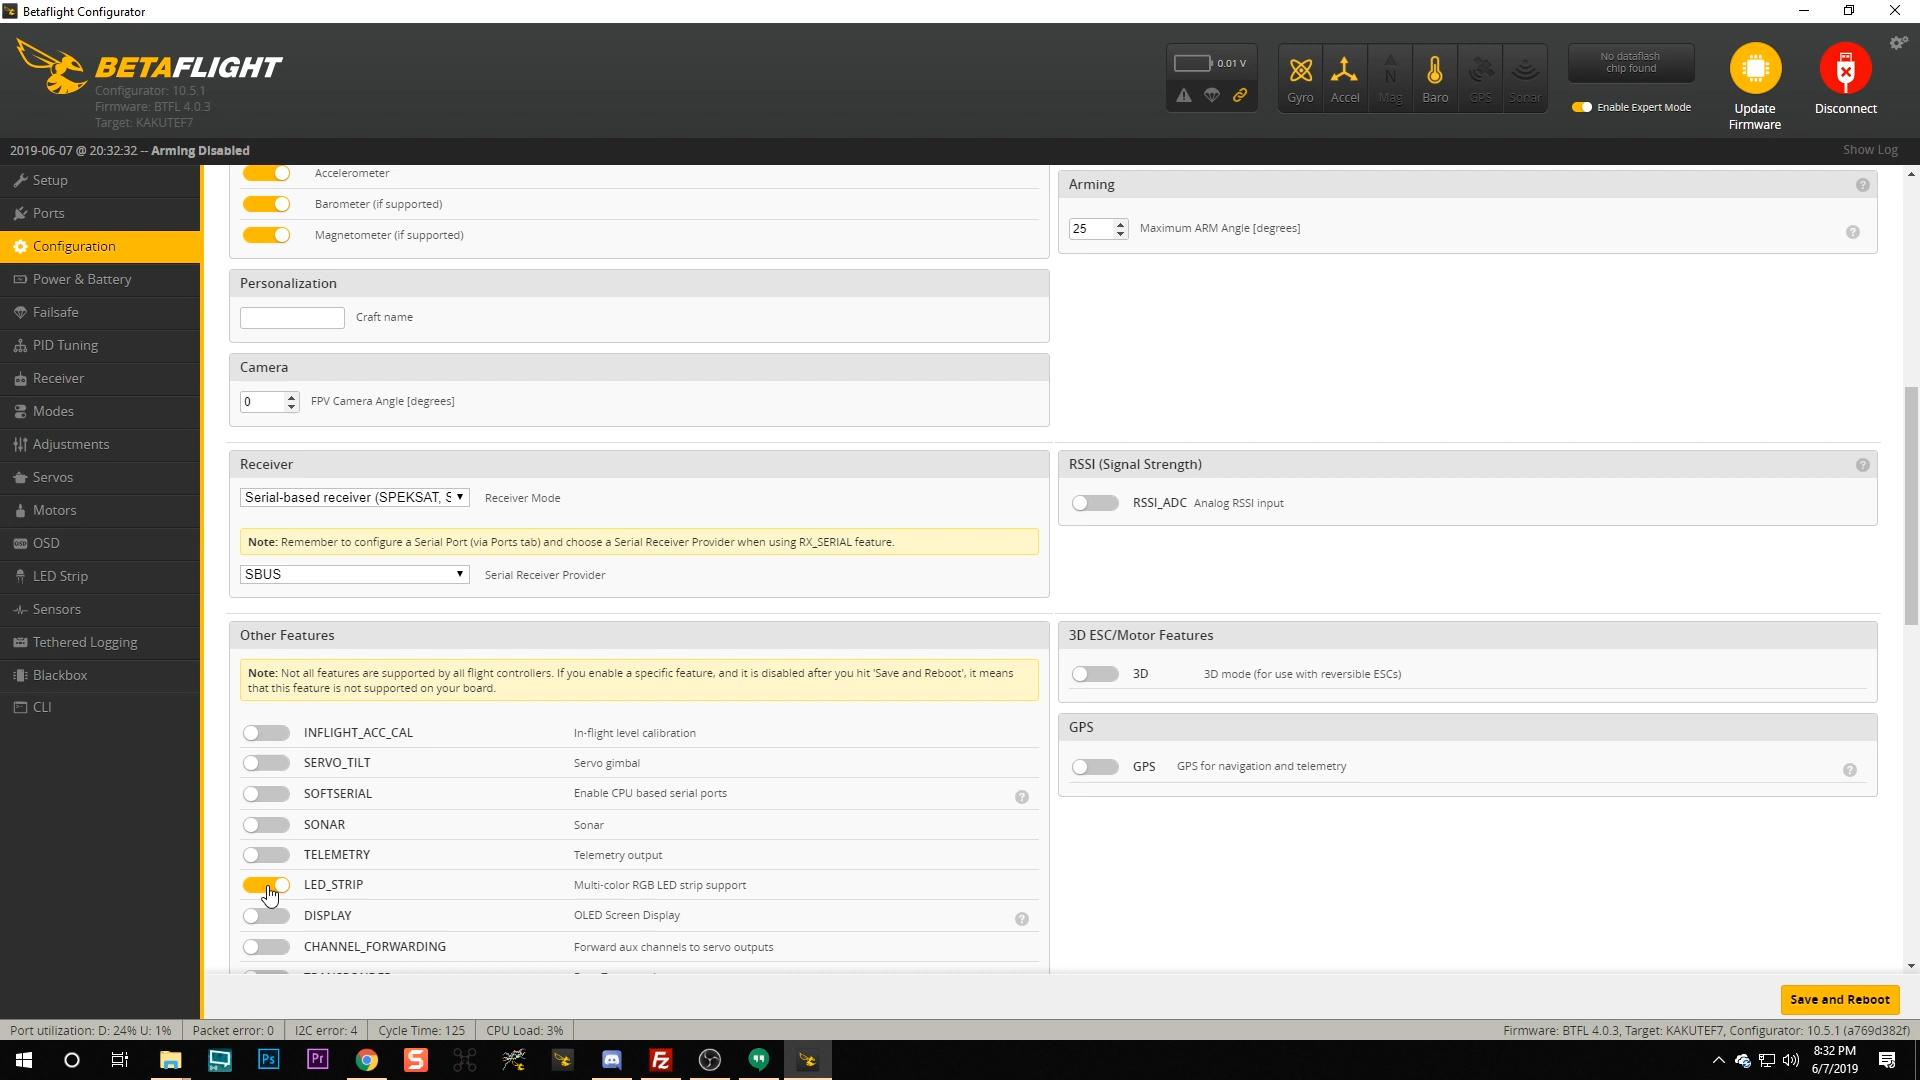 Betaflight Configurator
BETAFLIGHT
Configurator: 10.5.1
Firmware: BTFL 4.0.3
Target: KAKUTEF7
0.01 V
Gyro
Accel
Mag
Baro
GPS
Sonar
No dataflash
chip found
Enable Expert Mode
Update
Firmware
Disconnect
2019-06-07 @ 20:32:32 -- Arming Disabled
Show Log
Setup
Ports
Configuration
Power & Battery
Failsafe
PID Tuning
Receiver
Modes
Adjustments
Servos
Motors
OSD
LED Strip
Sensors
Tethered Logging
Blackbox
CLI
Accelerometer
Barometer (if supported)
Magnetometer (if supported)
Arming
25 Maximum ARM Angle [degrees]
Personalization
Craft name
Camera
0 FPV Camera Angle [degrees]
Receiver
Serial-based receiver (SPEKSAT, S Receiver Mode
Note: Remember to configure a Serial Port (via Ports tab) and choose a Serial Receiver Provider when using RX_SERIAL feature.
SBUS Serial Receiver Provider
RSSI (Signal Strength)
RSSI_ADC Analog RSSI input
Other Features
Note: Not all features are supported by all flight controllers. If you enable a specific feature, and it is disabled after you hit 'Save and Reboot', it means
that this feature is not supported on your board.
INFLIGHT_ACC_CAL In-flight level calibration
SERVO_TILT Servo gimbal
SOFTSERIAL Enable CPU based serial ports
SONAR Sonar
TELEMETRY Telemetry output
LED_STRIP Multi-color RGB LED strip support
DISPLAY OLED Screen Display
CHANNEL_FORWARDING Forward aux channels to servo outputs
3D ESC/Motor Features
3D 3D mode (for use with reversible ESCs)
GPS
GPS GPS for navigation and telemetry
Save and Reboot
Port utilization: D: 24% U: 1% Packet error: 0 I2C error: 4 Cycle Time: 125 CPU Load: 3%
Firmware: BTFL 4.0.3, Target: KAKUTEF7, Configurator: 10.5.1 (a769d382f)
8:32 PM
6/7/2019